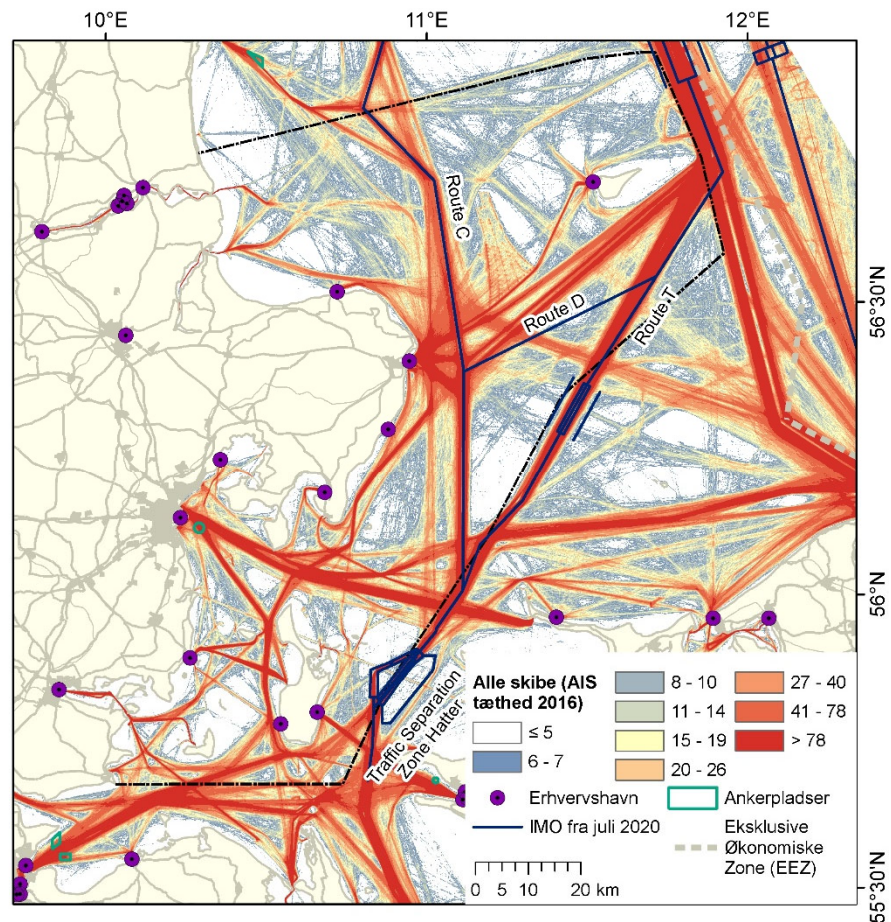 10°E
11°E
12°E
Route C
Route D
Route T
56°30'N
56°N
55°30'N
Traffic Separation
Zone Hatter
Alle skibe (AIS
tæthed 2016)
≤ 5
6 - 7
8 - 10
11 - 14
15 - 19
20 - 26
27 - 40
41 - 78
> 78
Erhvervshavn
Ankerpladser
IMO fra juli 2020
Eksklusive
Økonomiske
Zone (EEZ)
0 5 10 20 km